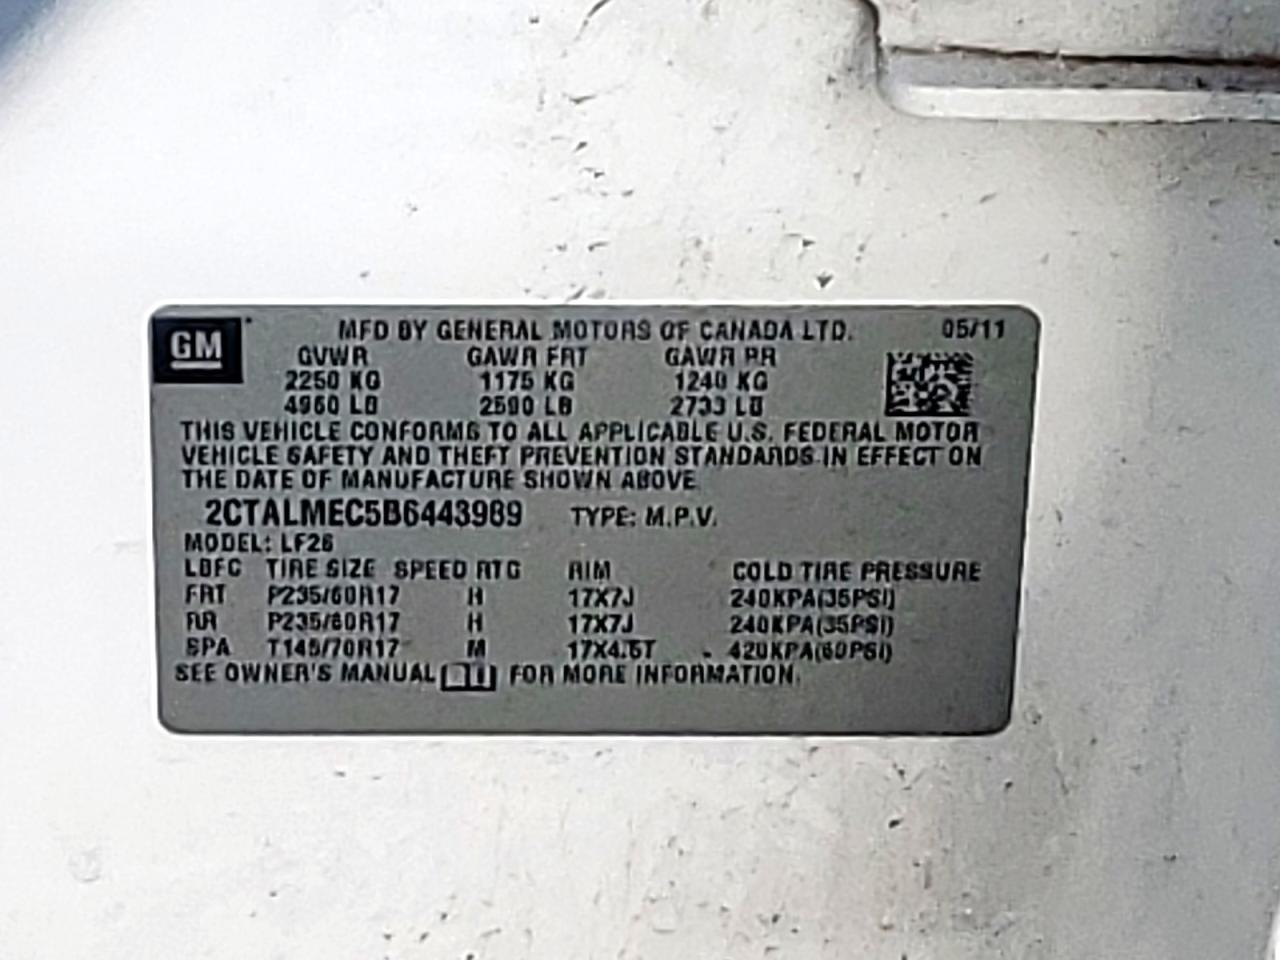 GM MFD BY GENERAL MOTORS OF CANADA LTD. 05/11
GVWR GAWR FRT GAWR RR
2250 KG 1175 KG 1240 KG
4960 LB 2590 LB 2733 LB
THIS VEHICLE CONFORMS TO ALL APPLICABLE U.S. FEDERAL MOTOR
VEHICLE SAFETY AND THEFT PREVENTION STANDARDS IN EFFECT ON
THE DATE OF MANUFACTURE SHOWN ABOVE.
2CTALMEC5B6443989 TYPE: M.P.V.
MODEL: LF26
LBFC TIRE SIZE SPEED RTG RIM COLD TIRE PRESSURE
FRT P235/60R17 H 17X7J 240KPA(35PSI)
RR P235/60R17 H 17X7J 240KPA(35PSI)
SPA T145/70R17 M 17X4.5T 420KPA(60PSI)
SEE OWNER'S MANUAL FOR MORE INFORMATION.